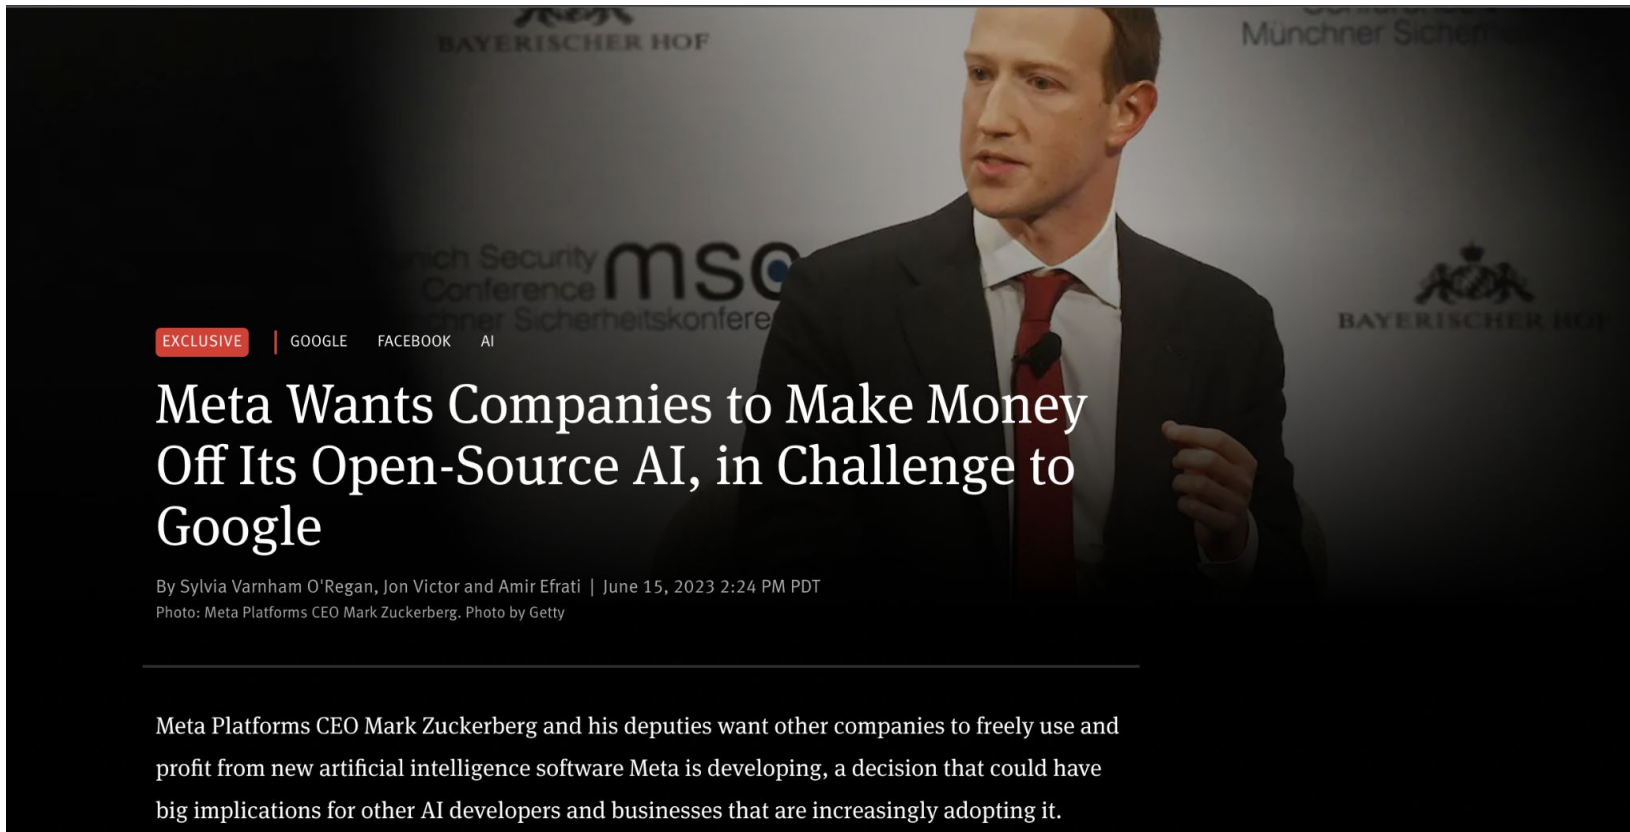 BAYERISCHER HOF
Münchner Sicher
Security
Conference
msc
Sicherheitskonfere
BAYERISCHER HOF
EXCLUSIVE | GOOGLE FACEBOOK AI
Meta Wants Companies to Make Money
Off Its Open-Source AI, in Challenge to
Google
By Sylvia Varnham O'Regan, Jon Victor and Amir Efrati | June 15, 2023 2:24 PM PDT
Photo: Meta Platforms CEO Mark Zuckerberg. Photo by Getty
Meta Platforms CEO Mark Zuckerberg and his deputies want other companies to freely use and
profit from new artificial intelligence software Meta is developing, a decision that could have
big implications for other AI developers and businesses that are increasingly adopting it.